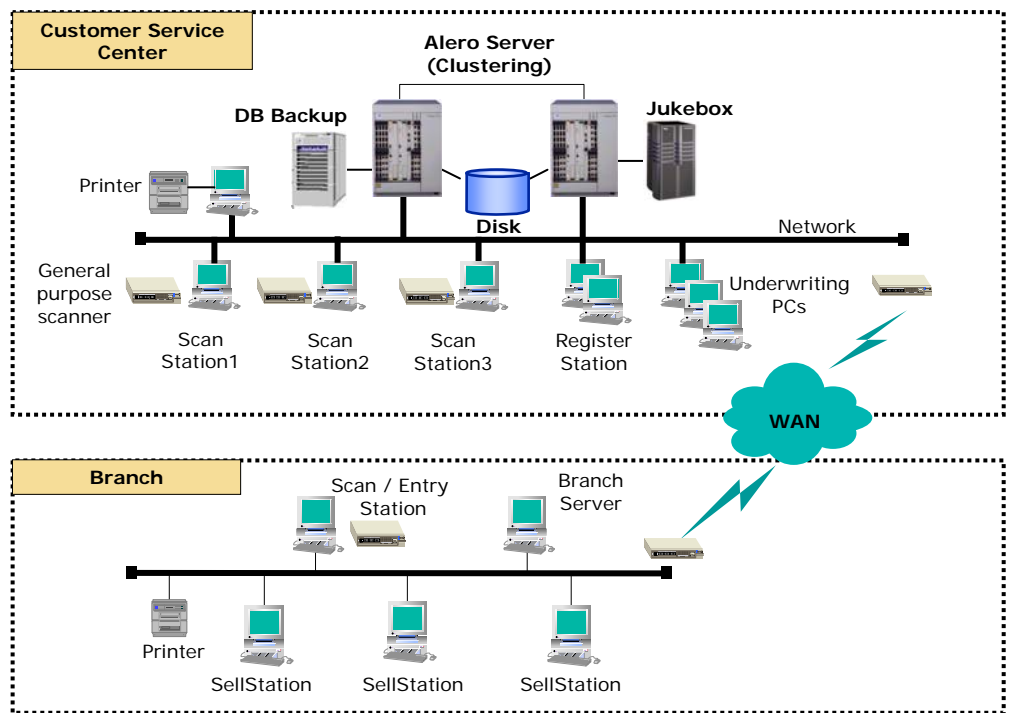 Customer Service
Center
Alero Server
(Clustering)
DB Backup
Jukebox
Printer
Disk
Network
General
purpose
scanner
Underwriting
PCs
Scan
Station1
Scan
Station2
Scan
Station3
Register
Station
WAN
Branch
Scan / Entry
Station
Branch
Server
Printer
SellStation
SellStation
SellStation